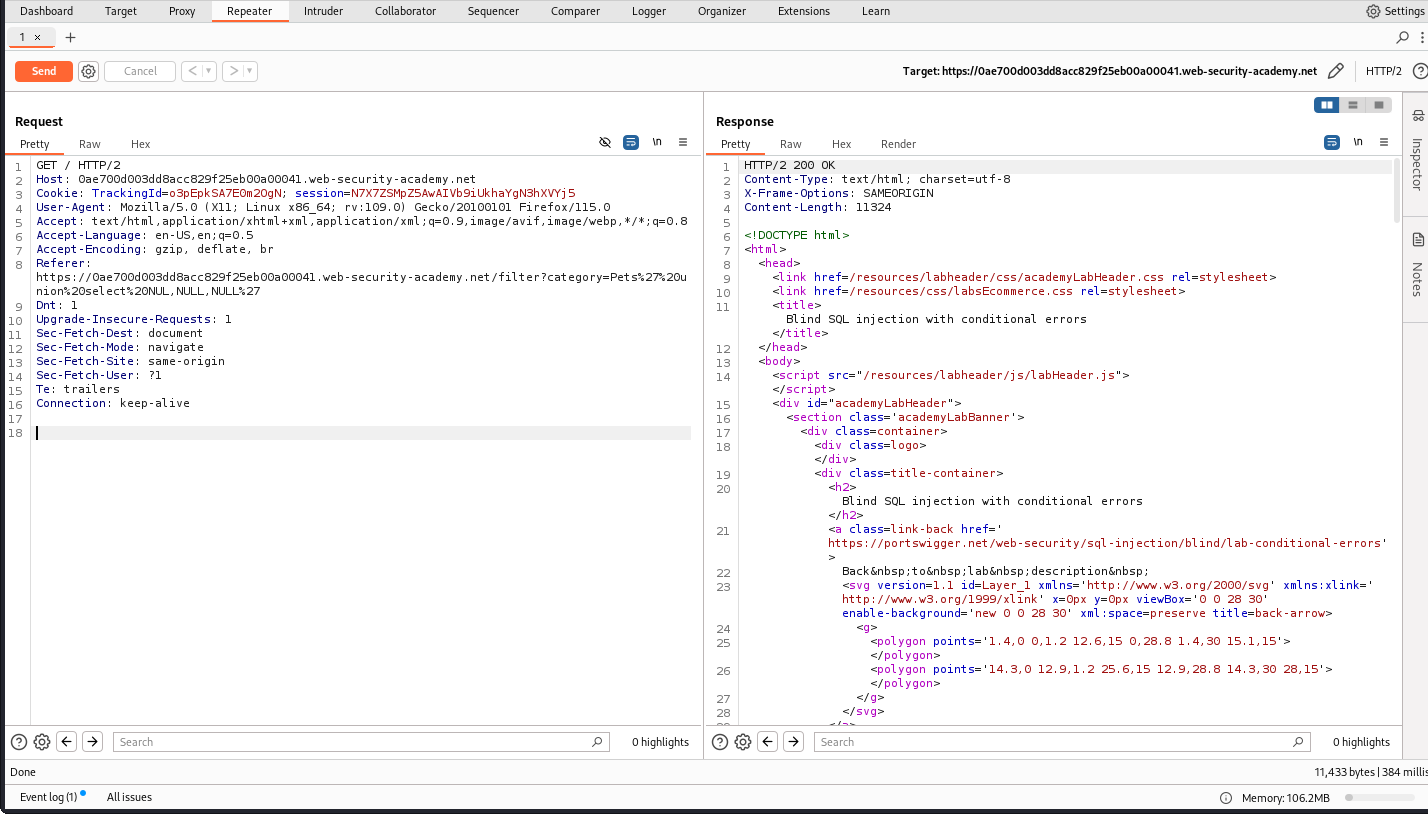 Dashboard Target Proxy Repeater Intruder Collaborator Sequencer Comparer Logger Organizer Extensions Learn Settings
1 × +
Send Cancel < > Target: https://0ae700d003dd8acc829f25eb00a00041.web-security-academy.net HTTP/2
Request
Pretty Raw Hex \n
1 GET / HTTP/2
2 Host: 0ae700d003dd8acc829f25eb00a00041.web-security-academy.net
3 Cookie: TrackingId=o3pEpkSA7E0m2OgN; session=N7X7ZSMpZ5AwAIVb9iUkhaYgN3hXVYj5
4 User-Agent: Mozilla/5.0 (X11; Linux x86_64; rv:109.0) Gecko/20100101 Firefox/115.0
5 Accept: text/html,application/xhtml+xml,application/xml;q=0.9,image/avif,image/webp,*/*;q=0.8
6 Accept-Language: en-US,en;q=0.5
7 Accept-Encoding: gzip, deflate, br
8 Referer:
https://0ae700d003dd8acc829f25eb00a00041.web-security-academy.net/filter?category=Pets%27%20u
nion%20select%20NUL,NULL,NULL%27
9 Dnt: 1
10 Upgrade-Insecure-Requests: 1
11 Sec-Fetch-Dest: document
12 Sec-Fetch-Mode: navigate
13 Sec-Fetch-Site: same-origin
14 Sec-Fetch-User: ?1
15 Te: trailers
16 Connection: keep-alive
17
18
Search 0 highlights
Response
Pretty Raw Hex Render \n
1 HTTP/2 200 OK
2 Content-Type: text/html; charset=utf-8
3 X-Frame-Options: SAMEORIGIN
4 Content-Length: 11324
5
6 <!DOCTYPE html>
7 <html>
8 <head>
9 <link href=/resources/labheader/css/academyLabHeader.css rel=stylesheet>
10 <link href=/resources/css/labsEcommerce.css rel=stylesheet>
11 <title>
Blind SQL injection with conditional errors
</title>
12 </head>
13 <body>
14 <script src="/resources/labheader/js/labHeader.js">
</script>
15 <div id="academyLabHeader">
16 <section class='academyLabBanner'>
17 <div class=container>
18 <div class=logo>
</div>
19 <div class=title-container>
20 <h2>
Blind SQL injection with conditional errors
</h2>
21 <a class=link-back href='
https://portswigger.net/web-security/sql-injection/blind/lab-conditional-errors'
>
22 Back&nbsp;to&nbsp;lab&nbsp;description&nbsp;
23 <svg version=1.1 id=Layer_1 xmlns='http://www.w3.org/2000/svg' xmlns:xlink='
http://www.w3.org/1999/xlink' x=0px y=0px viewBox='0 0 28 30'
enable-background='new 0 0 28 30' xml:space=preserve title=back-arrow>
24 <g>
25 <polygon points='1.4,0 0,1.2 12.6,15 0,28.8 1.4,30 15.1,15'>
</polygon>
26 <polygon points='14.3,0 12.9,1.2 25.6,15 12.9,28.8 14.3,30 28,15'>
</polygon>
27 </g>
28 </svg>
Search 0 highlights
Inspector
Notes
Done 11,433 bytes | 384 millis
Event log (1) All issues Memory: 106.2MB